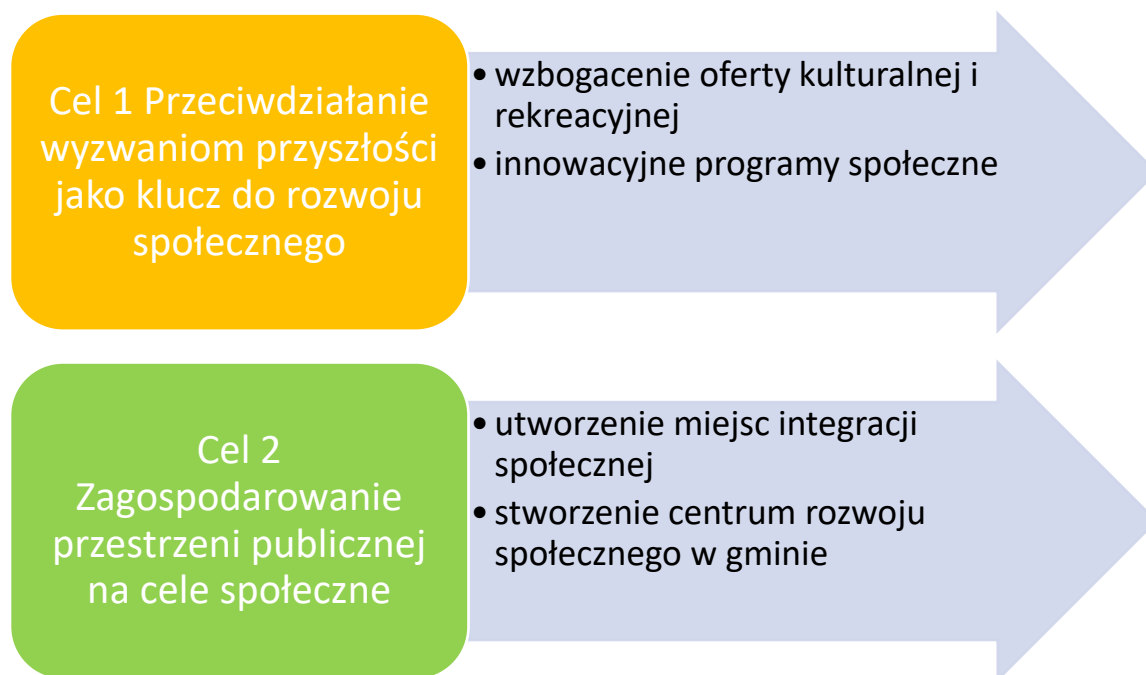 Cel 1 Przeciwdziałanie
wyzwaniom przyszłości
jako klucz do rozwoju
społecznego
• wzbogacenie oferty kulturalnej i
rekreacyjnej
• innowacyjne programy społeczne
Cel 2
Zagospodarowanie
przestrzeni publicznej
na cele społeczne
• utworzenie miejsc integracji
społecznej
• stworzenie centrum rozwoju
społecznego w gminie